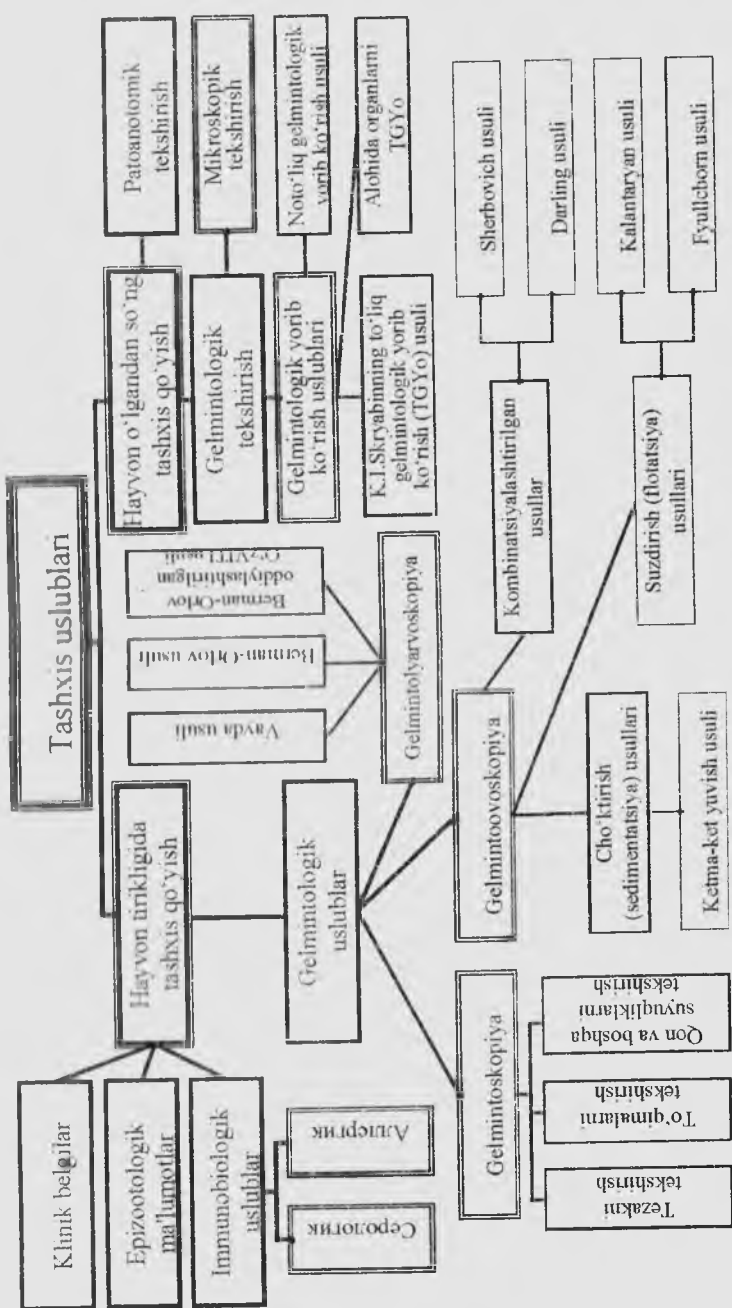 Tashxis uslublari
Hayvon tirikligida
tashxis qo‘yish
Klinik belgilar
Epizootologik
ma'lumotlar
Immunobiologik
uslublar
Серологик
Аллергик
Gelmintologik
uslublar
Gelmintoskopiya
Tezakni
tekshirish
To‘qimalarni
tekshirish
Qon va boshqa
suyuqliklarni
tekshirish
Gelmintoovoskopiya
Cho‘ktirish
(sedimentatsiya) usullari
Ketma-ket yuvish usuli
Suzdirish (flotatsiya)
usullari
Kalantaryan usuli
Fyulleborn usuli
Kombinatsiyalashtirilgan
usullar
Sherbovich usuli
Darling usuli
Gelmintolyarvoskopiya
Vayda usuli
Berman-Orlov usuli
Berman-Orlov
oddiylashtirilgan
O‘zVITI usuli
Hayvon o‘lgandan so‘ng
tashxis qo‘yish
Patoanotomik
tekshirish
Gelmintologik
tekshirish
Mikroskopik
tekshirish
Gelmintologik yorib
ko‘rish uslublari
Noto‘liq gelmintologik
yorib ko‘rish usuli
Alohida organlarni
TGYo
K.I.Skryabinning to‘liq
gelmintologik yorib
ko‘rish (TGYo) usuli